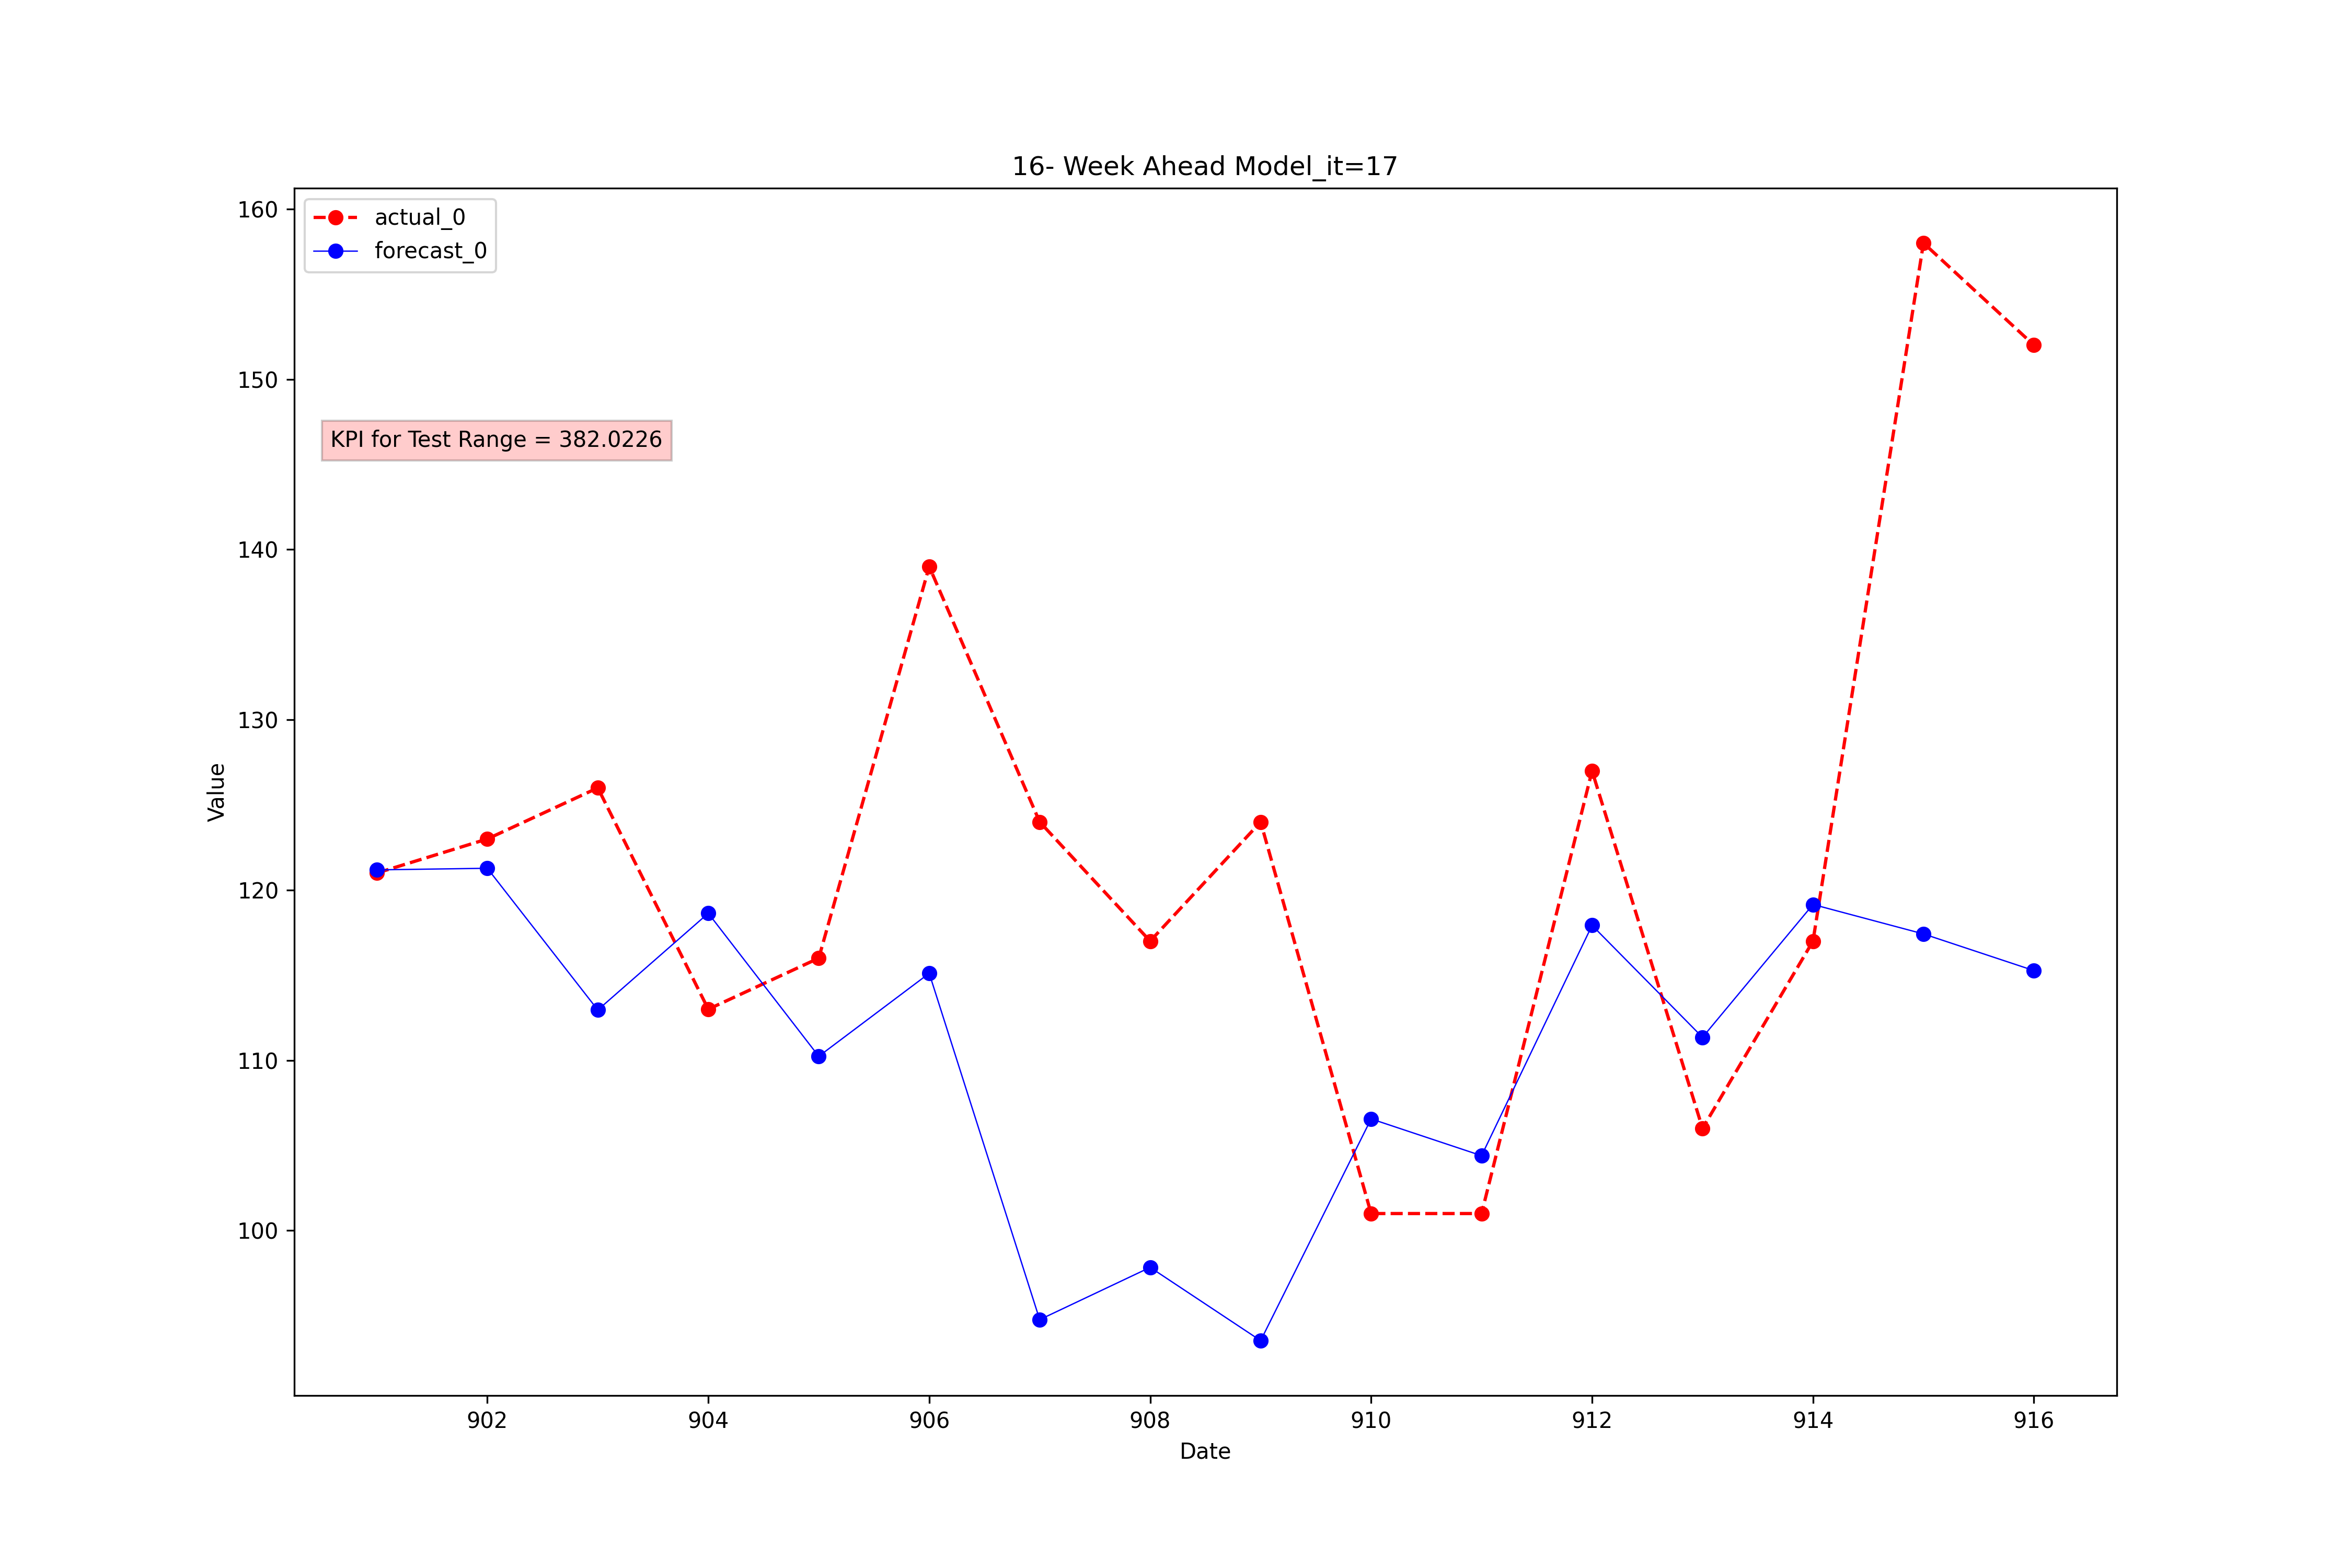 16- Week Ahead Model_it=17
actual_0
forecast_0
KPI for Test Range = 382.0226
160
150
140
130
120
110
100
Value
902 904 906 908 910 912 914 916
Date